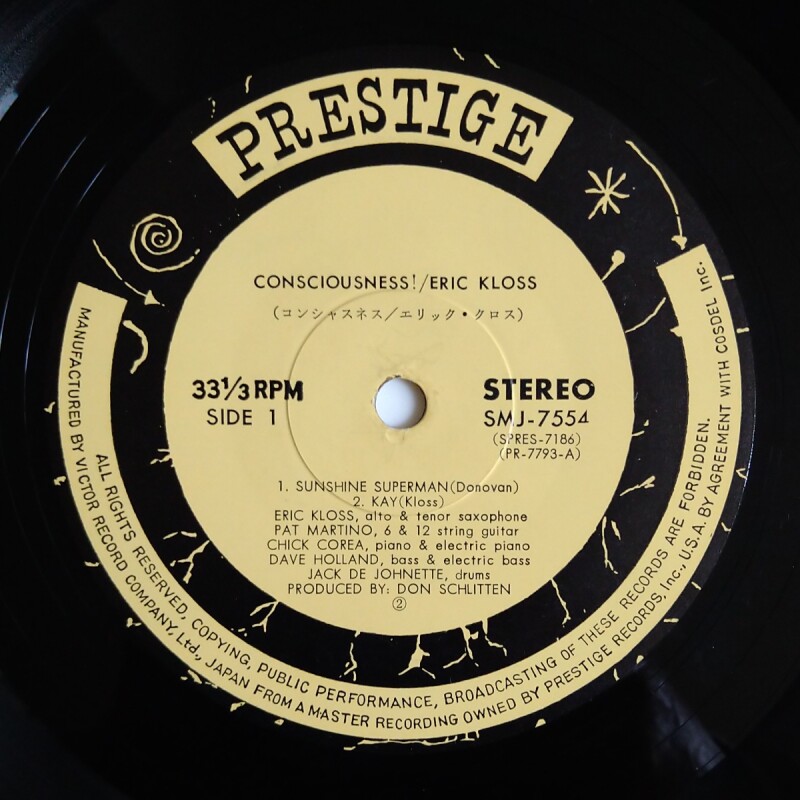 PRESTIGE
CONSCIOUSNESS!/ERIC KLOSS
(コンシャスネス/エリック・クロス)
33⅓ RPM
SIDE 1
STEREO
SMJ-7554
(SPRES-7186)
(PR-7793-A)
1. SUNSHINE SUPERMAN(Donovan)
2. KAY(Kloss)
ERIC KLOSS, alto & tenor saxophone
PAT MARTINO, 6 & 12 string guitar
CHICK COREA, piano & electric piano
DAVE HOLLAND, bass & electric bass
JACK DE JOHNETTE, drums
PRODUCED BY: DON SCHLITTEN
②
ALL RIGHTS RESERVED, COPYING, PUBLIC PERFORMANCE, BROADCASTING OF THESE RECORDS ARE FORBIDDEN.
MANUFACTURED BY VICTOR RECORD COMPANY, Ltd., JAPAN FROM A MASTER RECORDING OWNED BY PRESTIGE RECORDS, Inc., U.S.A. BY AGREEMENT WITH COSDEL Inc.